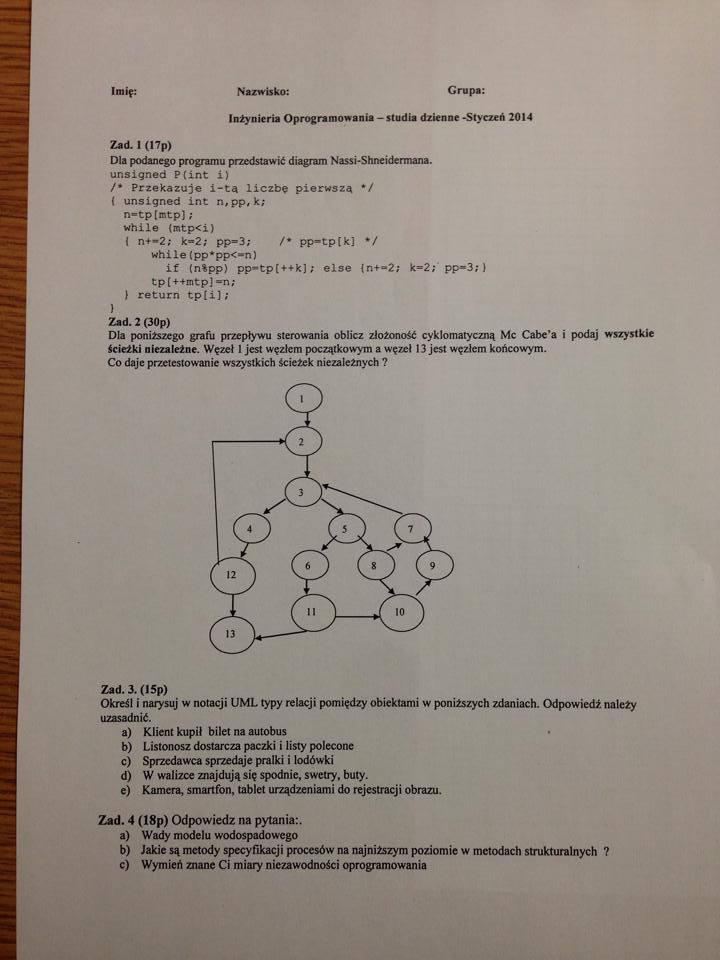 Imię: Nazwisko: Grupa:
Inżynieria Oprogramowania – studia dzienne -Styczeń 2014
Zad. 1 (17p)
Dla podanego programu przedstawić diagram Nassi-Shneidermana.
unsigned P(int i)
/* Przekazuje i-tą liczbę pierwszą */
{ unsigned int n,pp,k;
n=tp[mtp];
while (mtp<i)
{ n+=2; k=2; pp=3; /* pp=tp[k] */
while(pp*pp<=n)
if (n%pp) pp=tp[++k]; else {n+=2; k=2; pp=3;}
tp[++mtp]=n;
} return tp[i];
}
Zad. 2 (30p)
Dla poniższego grafu przepływu sterowania oblicz złożoność cyklomatyczną Mc Cabe'a i podaj wszystkie
ścieżki niezależne. Węzeł 1 jest węzłem początkowym a węzeł 13 jest węzłem końcowym.
Co daje przetestowanie wszystkich ścieżek niezależnych ?
1
2
3
4 5 7
12 6 8 9
13 11 10
Zad. 3. (15p)
Określ i narysuj w notacji UML typy relacji pomiędzy obiektami w poniższych zdaniach. Odpowiedź należy
uzasadnić.
a) Klient kupił bilet na autobus
b) Listonosz dostarcza paczki i listy polecone
c) Sprzedawca sprzedaje pralki i lodówki
d) W walizce znajdują się spodnie, swetry, buty.
e) Kamera, smartfon, tablet urządzeniami do rejestracji obrazu.
Zad. 4 (18p) Odpowiedz na pytania:.
a) Wady modelu wodospadowego
b) Jakie są metody specyfikacji procesów na najniższym poziomie w metodach strukturalnych ?
c) Wymień znane Ci miary niezawodności oprogramowania